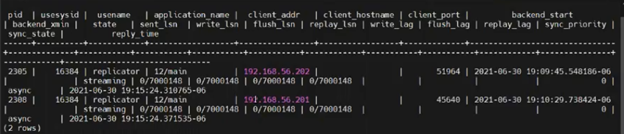 pid | usesysid | usename | application_name | client_addr | client_hostname | client_port | backend_start
| backend_xmin | state | sent_lsn | write_lsn | flush_lsn | replay_lsn | write_lag | flush_lag | replay_lag | sync_priority |
sync_state | reply_time
2305 | 16384 | replicator | 12/main | 192.168.56.202 | | 51964 | 2021-06-30 19:09:45.548186-06
| | streaming | 0/7000148 | 0/7000148 | 0/7000148 | 0/7000148 | | | | 0 |
async | 2021-06-30 19:15:24.310765-06
2308 | 16384 | replicator | 12/main | 192.168.56.201 | | 45640 | 2021-06-30 19:10:29.738424-06
| | streaming | 0/7000148 | 0/7000148 | 0/7000148 | 0/7000148 | | | | 0 |
async | 2021-06-30 19:15:24.371535-06
(2 rows)